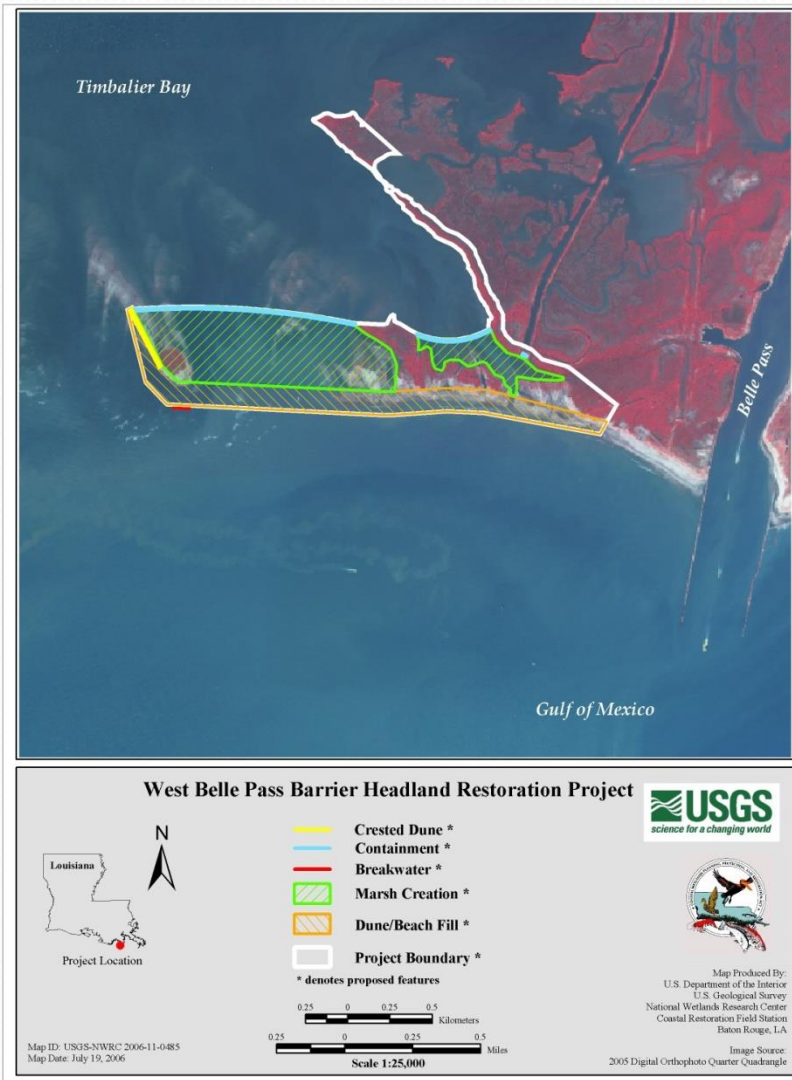 Timbalier Bay
Belle Pass
Gulf of Mexico
West Belle Pass Barrier Headland Restoration Project
USGS
science for a changing world
N
Louisiana
Project Location
Crested Dune *
Containment *
Breakwater *
Marsh Creation *
Dune/Beach Fill *
Project Boundary *
* denotes proposed features
0.25 0 0.25 0.5
Kilometers
0.25 0 0.25 0.5
Miles
Scale 1:25,000
Map ID: USGS-NWRC 2006-11-0485
Map Date: July 19, 2006
Map Produced By:
U.S. Department of the Interior
U.S. Geological Survey
National Wetlands Research Center
Coastal Restoration Field Station
Baton Rouge, LA
Image Source:
2005 Digital Orthophoto Quarter Quadrangle